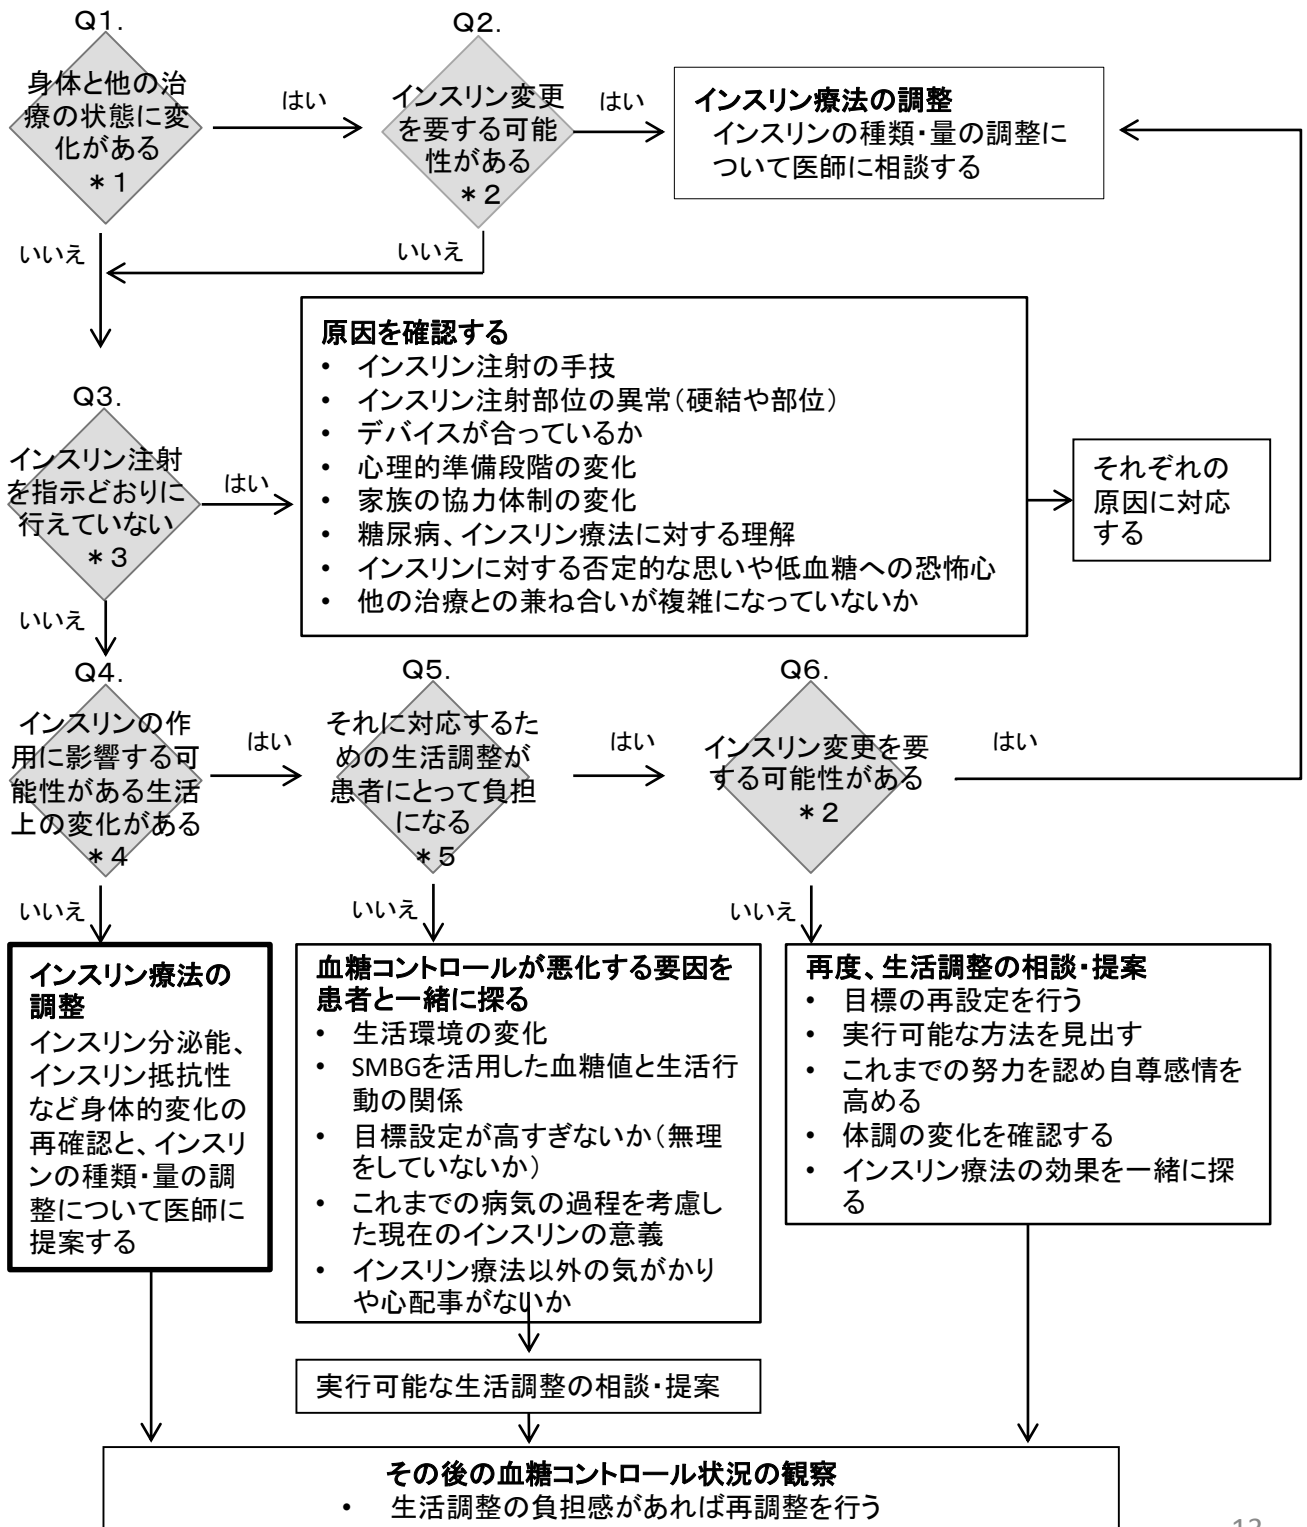 Q1.
身体と他の治
療の状態に変
化がある
*1
はい
いいえ
Q2.
インスリン変更
を要する可能
性がある
*2
はい
いいえ
インスリン療法の調整
インスリンの種類・量の調整に
ついて医師に相談する
Q3.
インスリン注射
を指示どおりに
行えていない
*3
はい
いいえ
原因を確認する
• インスリン注射の手技
• インスリン注射部位の異常（硬結や部位）
• デバイスが合っているか
• 心理的準備段階の変化
• 家族の協力体制の変化
• 糖尿病、インスリン療法に対する理解
• インスリンに対する否定的な思いや低血糖への恐怖心
• 他の治療との兼ね合いが複雑になっていないか
それぞれの
原因に対応
する
Q4.
インスリンの作
用に影響する可
能性がある生活
上の変化がある
*4
はい
いいえ
Q5.
それに対応するた
めの生活調整が
患者にとって負担
になる
*5
はい
いいえ
Q6.
インスリン変更を要
する可能性がある
*2
はい
いいえ
インスリン療法の
調整
インスリン分泌能、
インスリン抵抗性
など身体的変化の
再確認と、インスリ
ンの種類・量の調
整について医師に
提案する
血糖コントロールが悪化する要因を
患者と一緒に探る
• 生活環境の変化
• SMBGを活用した血糖値と生活行
動の関係
• 目標設定が高すぎないか（無理
をしていないか）
• これまでの病気の過程を考慮し
た現在のインスリンの意義
• インスリン療法以外の気がかり
や心配事がないか
再度、生活調整の相談・提案
• 目標の再設定を行う
• 実行可能な方法を見出す
• これまでの努力を認め自尊感情を
高める
• 体調の変化を確認する
• インスリン療法の効果を一緒に探
る
実行可能な生活調整の相談・提案
その後の血糖コントロール状況の観察
• 生活調整の負担感があれば再調整を行う